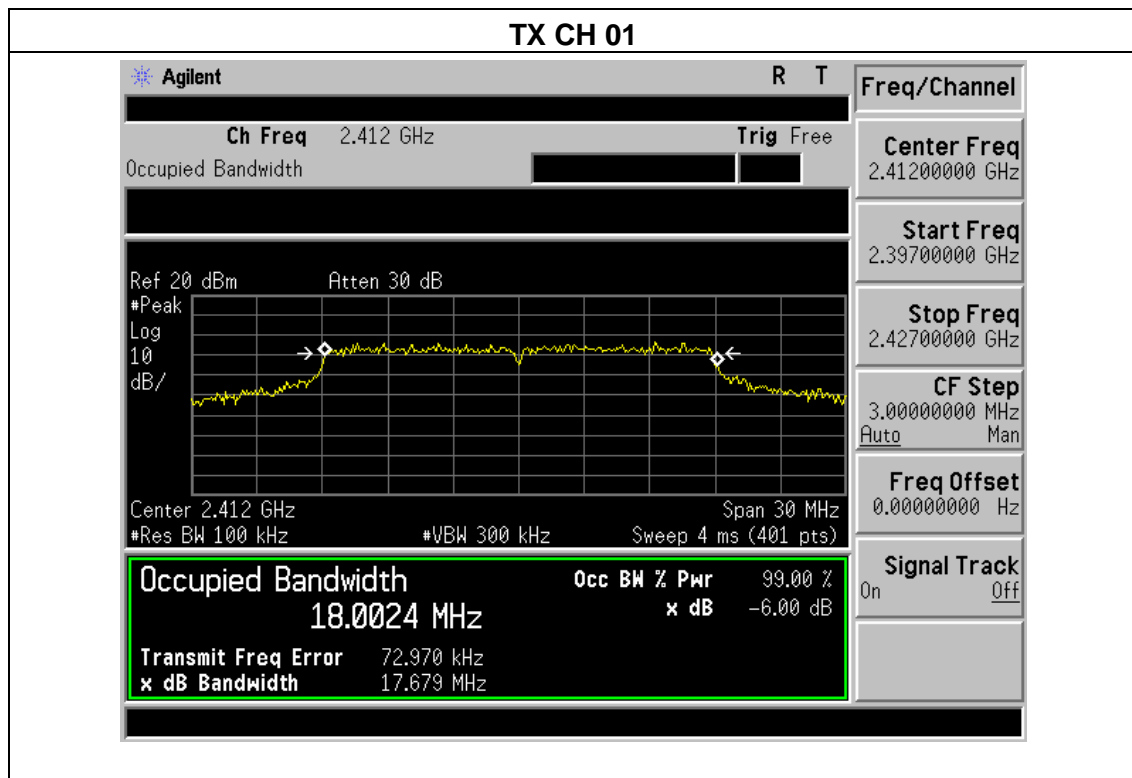 TX CH 01
Agilent R T
Freq/Channel
Ch Freq 2.412 GHz Trig Free
Occupied Bandwidth
Center Freq
2.41200000 GHz
Start Freq
2.39700000 GHz
Stop Freq
2.42700000 GHz
CF Step
3.00000000 MHz
Auto Man
Freq Offset
0.00000000 Hz
Signal Track
On Off
Ref 20 dBm Atten 30 dB
#Peak
Log
10
dB/
Center 2.412 GHz Span 30 MHz
#Res BW 100 kHz #VBW 300 kHz Sweep 4 ms (401 pts)
Occupied Bandwidth Occ BW % Pwr 99.00 %
18.0024 MHz x dB -6.00 dB
Transmit Freq Error 72.970 kHz
x dB Bandwidth 17.679 MHz